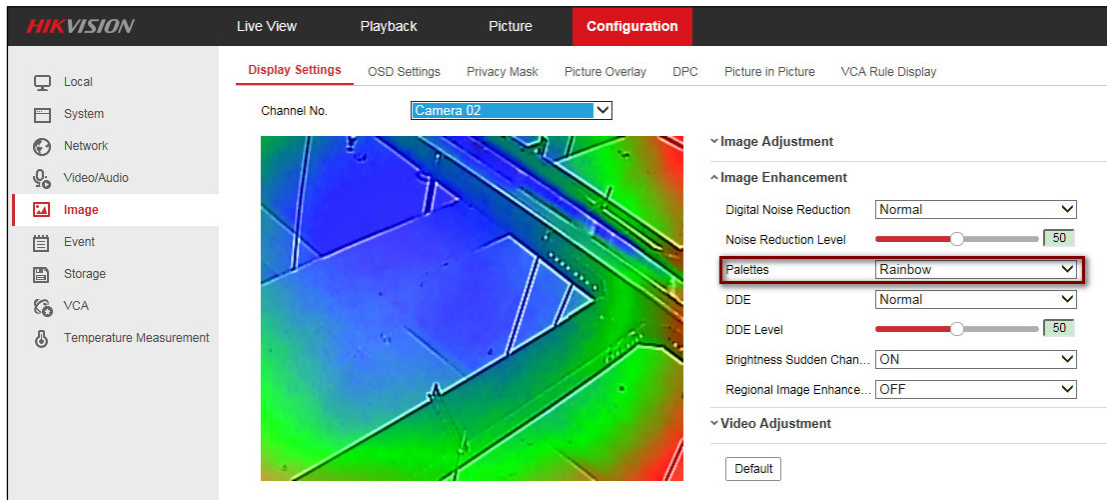 HIKVISION Live View Playback Picture Configuration
Display Settings OSD Settings Privacy Mask Picture Overlay DPC Picture in Picture VCA Rule Display
Local
System
Network
Video/Audio
Image
Event
Storage
VCA
Temperature Measurement
Channel No. Camera 02
Image Adjustment
Image Enhancement
Digital Noise Reduction Normal
Noise Reduction Level 50
Palettes Rainbow
DDE Normal
DDE Level 50
Brightness Sudden Chan... ON
Regional Image Enhance... OFF
Video Adjustment
Default